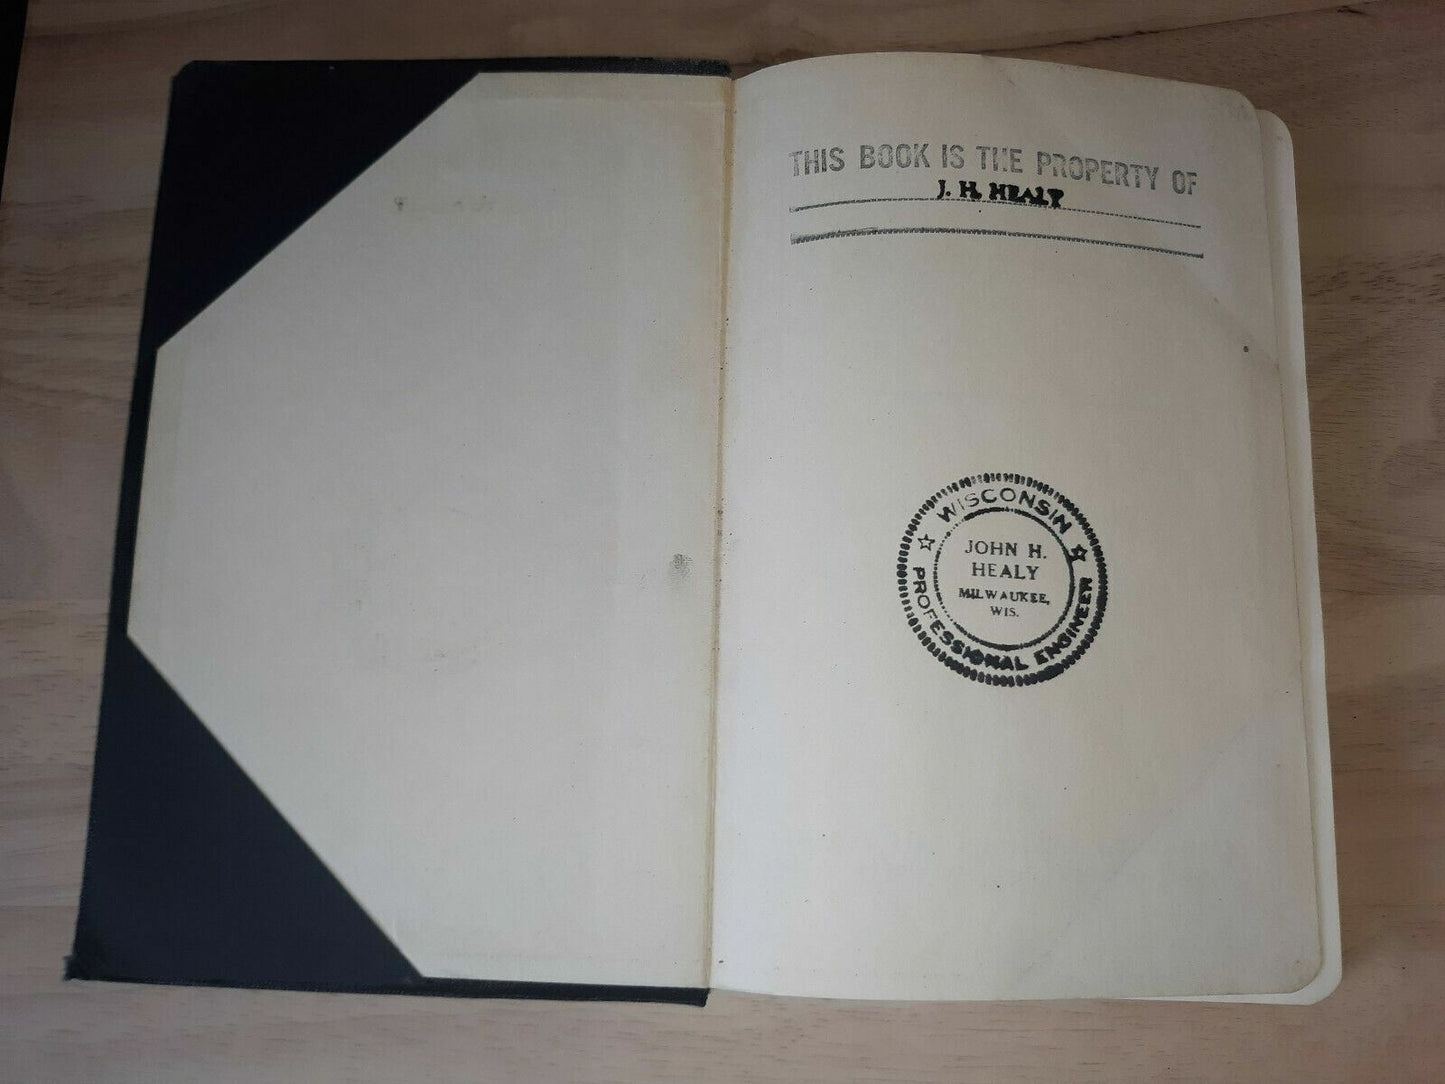 THIS BOOK IS THE PROPERTY OF
J. H. HEALY
WISCONSIN
JOHN H.
HEALY
MILWAUKEE,
WIS.
PROFESSIONAL ENGINEER